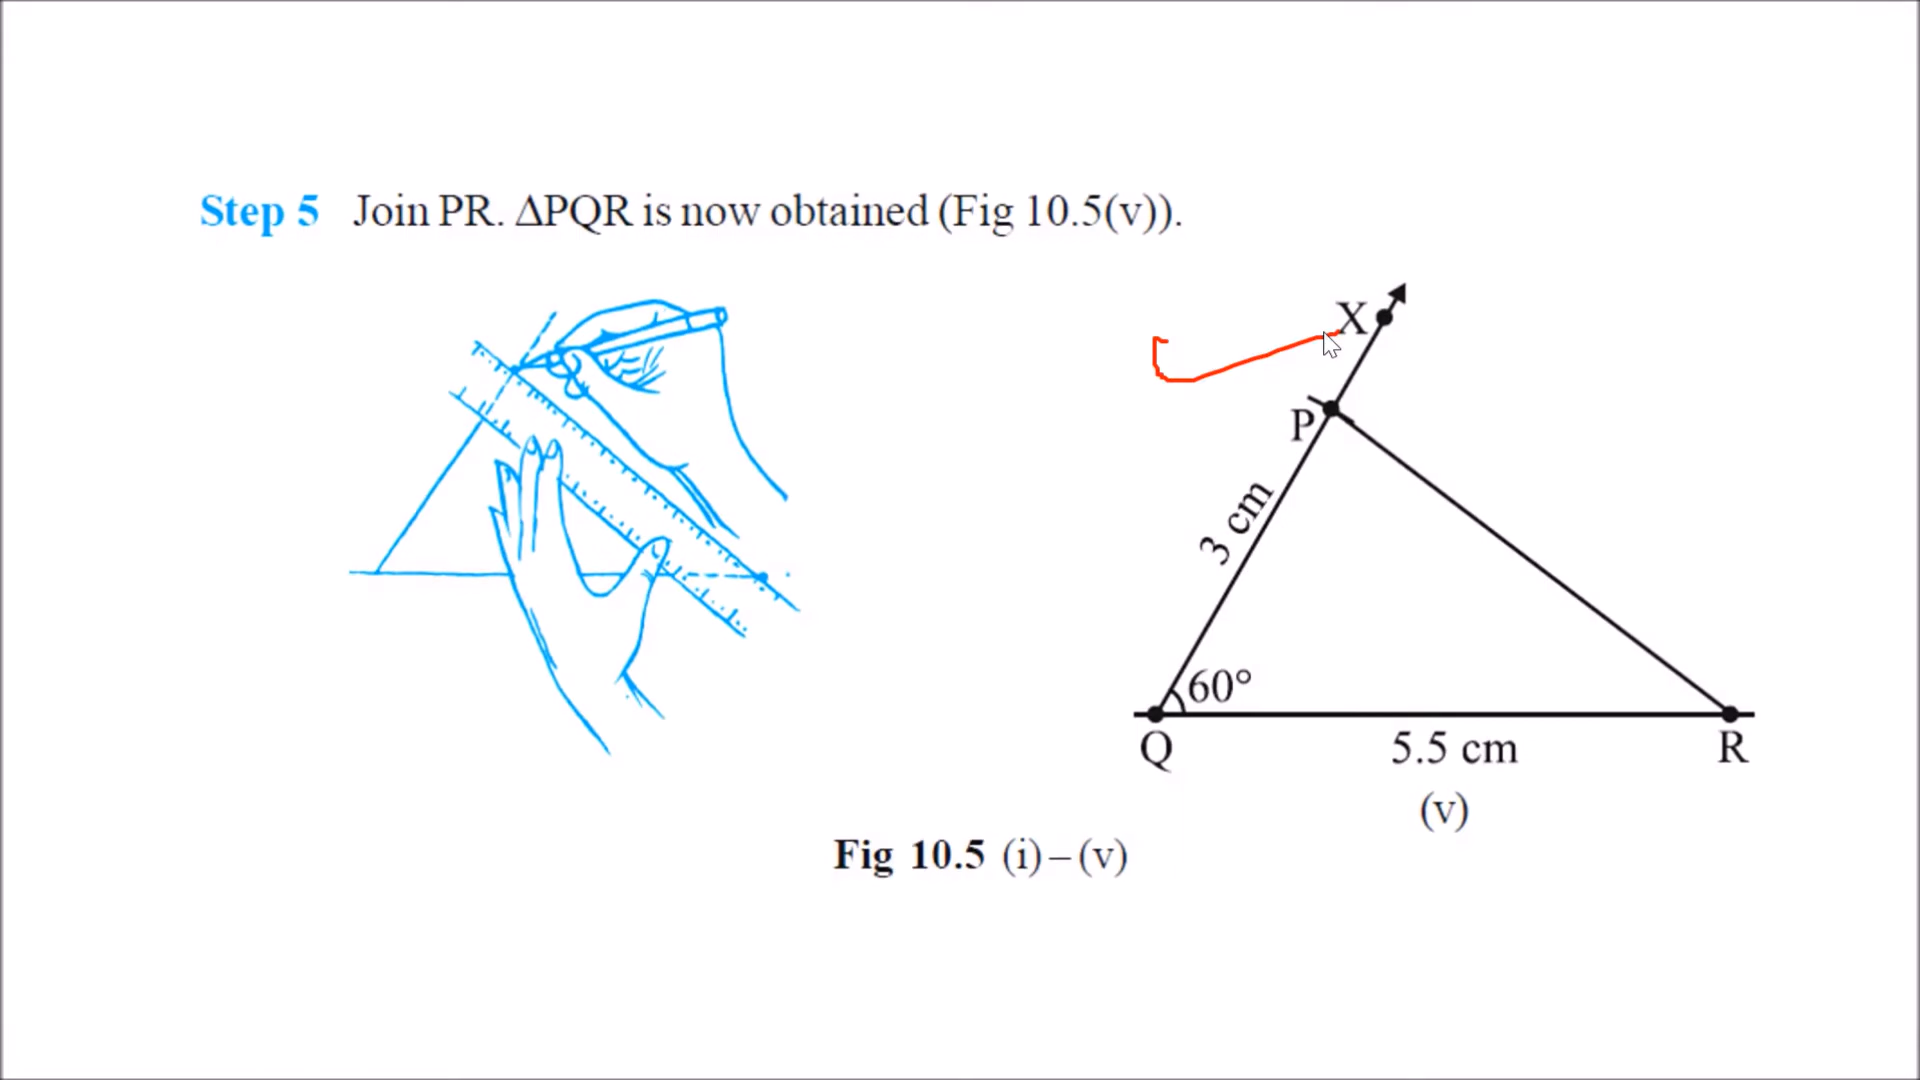 Step 5 Join PR. ΔPQR is now obtained (Fig 10.5(v)).
X
P
3 cm
60°
Q
5.5 cm
R
(v)
Fig 10.5 (i)–(v)